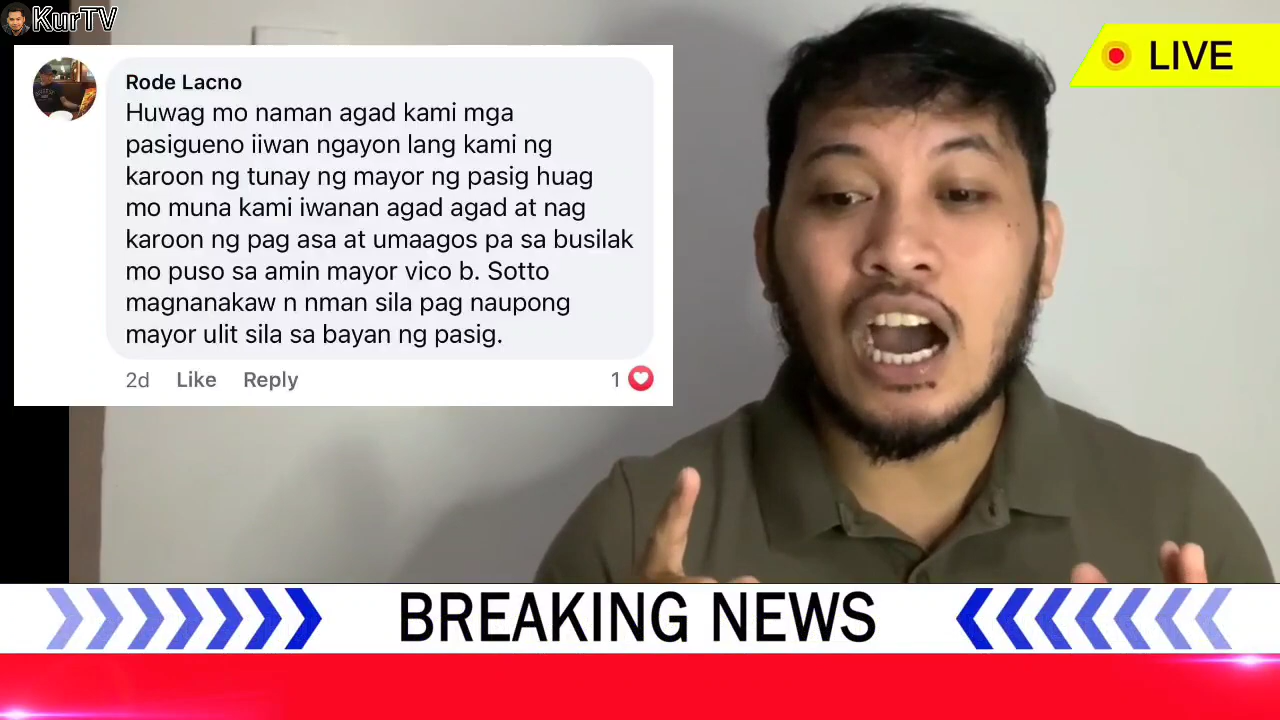 KurTV
LIVE
Rode Lacno
Huwag mo naman agad kami mga
pasigueno iiwan ngayon lang kami ng
karoon ng tunay ng mayor ng pasig huag
mo muna kami iwanan agad agad at nag
karoon ng pag asa at umaagos pa sa busilak
mo puso sa amin mayor vico b. Sotto
magnanakaw n nman sila pag naupong
mayor ulit sila sa bayan ng pasig.
2d Like Reply 1
BREAKING NEWS